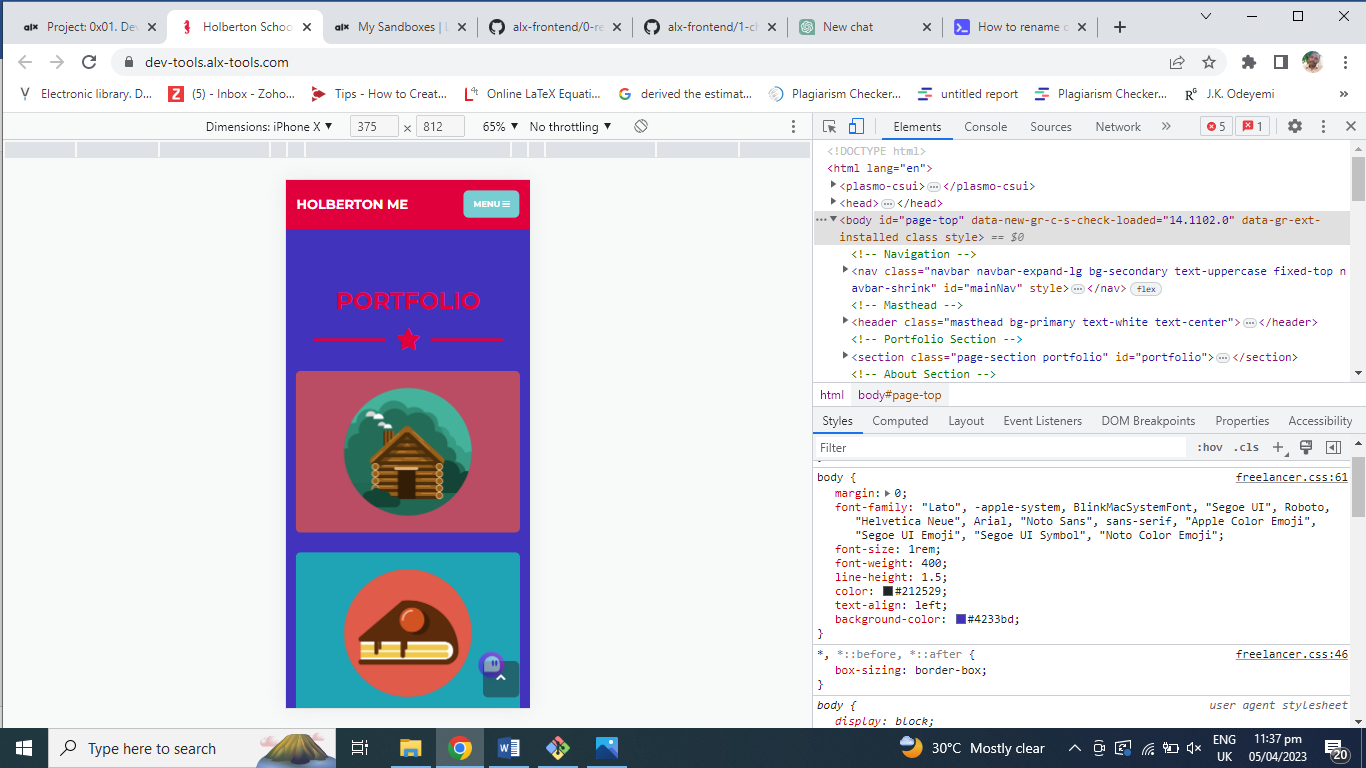 Project: 0x01. Dev
Holberton Schoo
My Sandboxes | L
alx-frontend/0-re
alx-frontend/1-ch
New chat
How to rename c
dev-tools.alx-tools.com
Electronic library. D...
(5) - Inbox - Zoho...
Tips - How to Creat...
Online LaTeX Equati...
derived the estimat...
Plagiarism Checker...
untitled report
Plagiarism Checker...
J.K. Odeyemi
»
Dimensions: iPhone X ▼ 375 × 812 65% ▼ No throttling ▼
Elements Console Sources Network » 5 1
<!DOCTYPE html>
<html lang="en">
<plasmo-csui>…</plasmo-csui>
<head>…</head>
<body id="page-top" data-new-gr-c-s-check-loaded="14.1102.0" data-gr-ext-
installed class style> == $0
<!-- Navigation -->
<nav class="navbar navbar-expand-lg bg-secondary text-uppercase fixed-top n
avbar-shrink" id="mainNav" style>…</nav> flex
<!-- Masthead -->
<header class="masthead bg-primary text-white text-center">…</header>
<!-- Portfolio Section -->
<section class="page-section portfolio" id="portfolio">…</section>
<!-- About Section -->
html body#page-top
Styles Computed Layout Event Listeners DOM Breakpoints Properties Accessibility
Filter :hov .cls +
body { freelancer.css:61
margin: 0;
font-family: "Lato", -apple-system, BlinkMacSystemFont, "Segoe UI", Roboto,
"Helvetica Neue", Arial, "Noto Sans", sans-serif, "Apple Color Emoji",
"Segoe UI Emoji", "Segoe UI Symbol", "Noto Color Emoji";
font-size: 1rem;
font-weight: 400;
line-height: 1.5;
color: #212529;
text-align: left;
background-color: #4233bd;
}
*, *::before, *::after { freelancer.css:46
box-sizing: border-box;
}
body { user agent stylesheet
display: block;
HOLBERTON ME
MENU
PORTFOLIO
Type here to search
30°C Mostly clear
ENG
UK
11:37 pm
05/04/2023
20